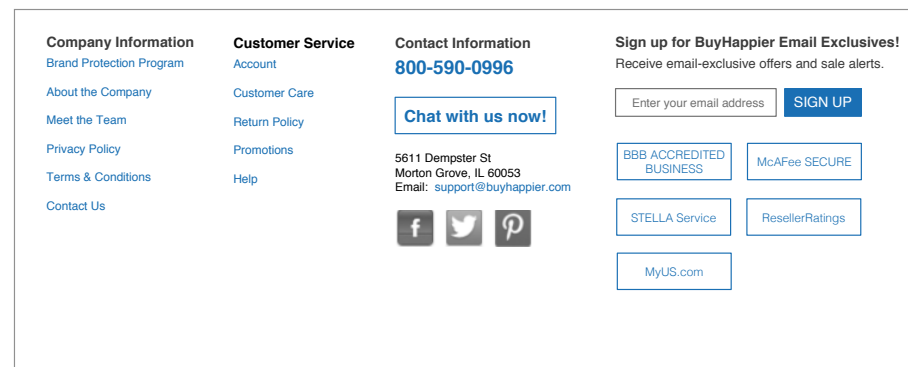 Company Information
Brand Protection Program
About the Company
Meet the Team
Privacy Policy
Terms & Conditions
Contact Us
Customer Service
Account
Customer Care
Return Policy
Promotions
Help
Contact Information
800-590-0996
Chat with us now!
5611 Dempster St
Morton Grove, IL 60053
Email: support@buyhappier.com
Sign up for BuyHappier Email Exclusives!
Receive email-exclusive offers and sale alerts.
Enter your email address
SIGN UP
BBB ACCREDITED
BUSINESS
McAFee SECURE
STELLA Service
ResellerRatings
MyUS.com